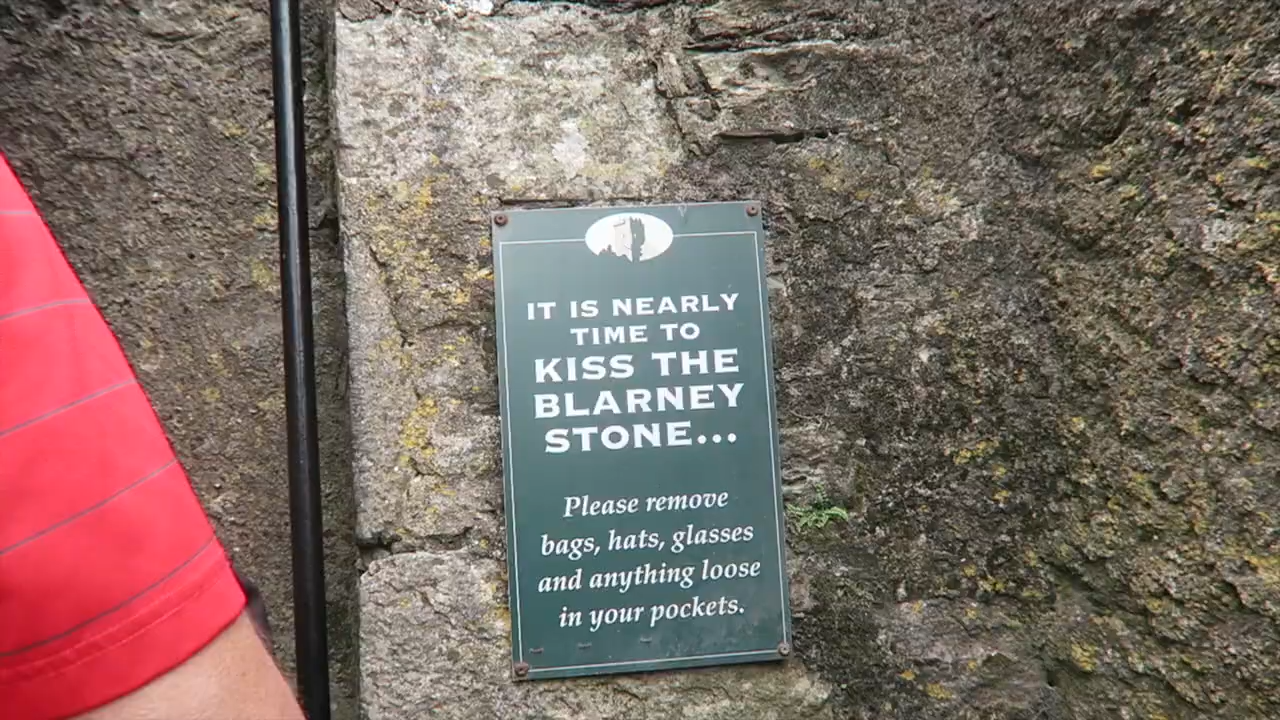 IT IS NEARLY
TIME TO
KISS THE
BLARNEY
STONE...
Please remove
bags, hats, glasses
and anything loose
in your pockets.